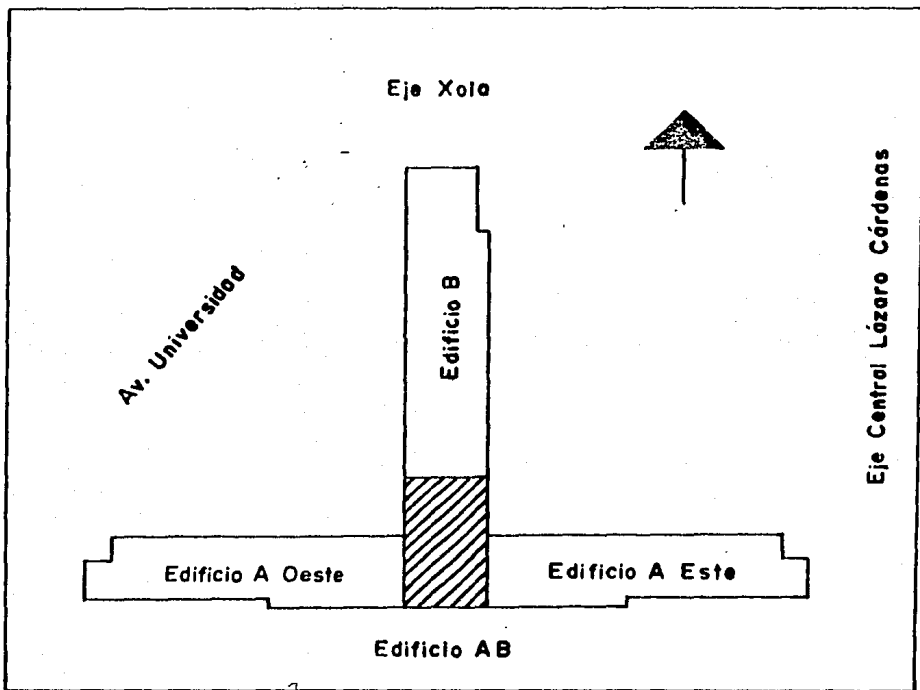 Eje Xola
Av. Universidad
Edificio B
Eje Central Lázaro Cárdenas
Edificio A Oeste
Edificio A Este
Edificio AB